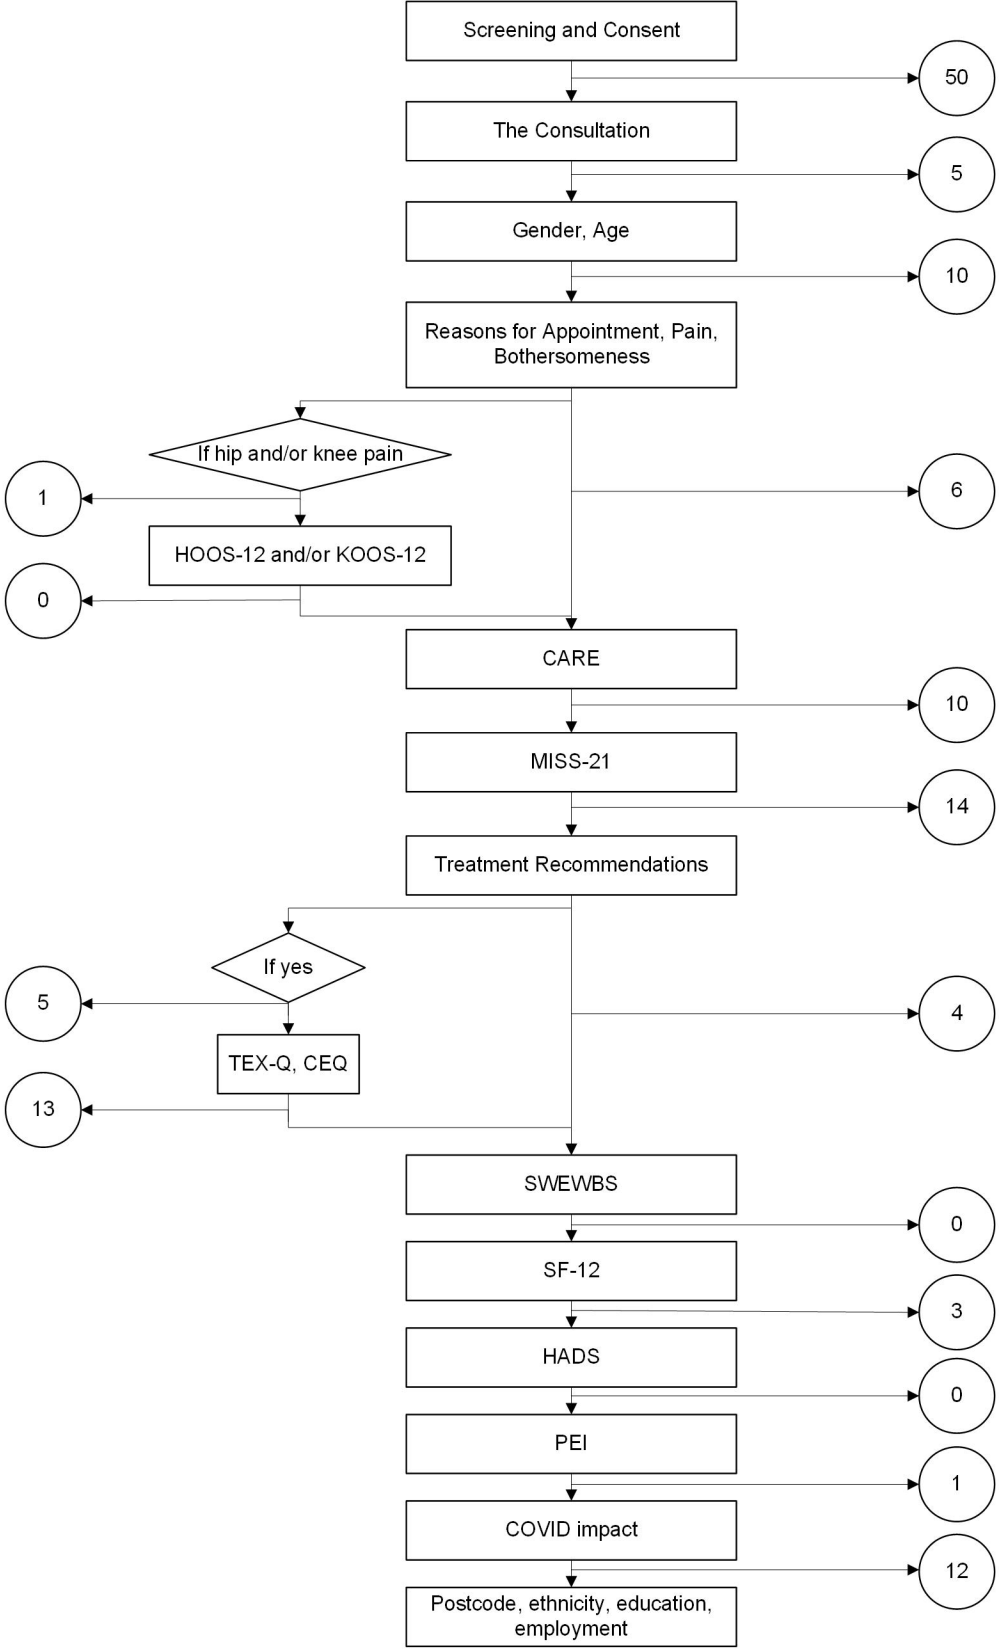 Screening and Consent
50
The Consultation
5
Gender, Age
10
Reasons for Appointment, Pain,
Bothersomeness
If hip and/or knee pain
1
6
HOOS-12 and/or KOOS-12
0
CARE
10
MISS-21
14
Treatment Recommendations
If yes
5
4
TEX-Q, CEQ
13
SWEWBS
0
SF-12
3
HADS
0
PEI
1
COVID impact
12
Postcode, ethnicity, education,
employment